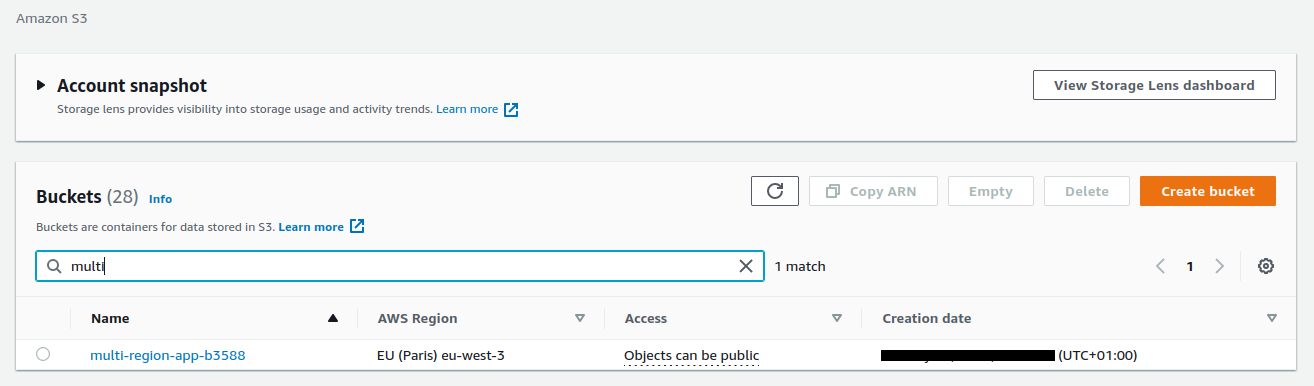 Amazon S3
Account snapshot
View Storage Lens dashboard
Storage lens provides visibility into storage usage and activity trends. Learn more
Buckets (28) Info
Copy ARN
Empty
Delete
Create bucket
Buckets are containers for data stored in S3. Learn more
multi
1 match
1
Name AWS Region Access Creation date
multi-region-app-b3588 EU (Paris) eu-west-3 Objects can be public (UTC+01:00)